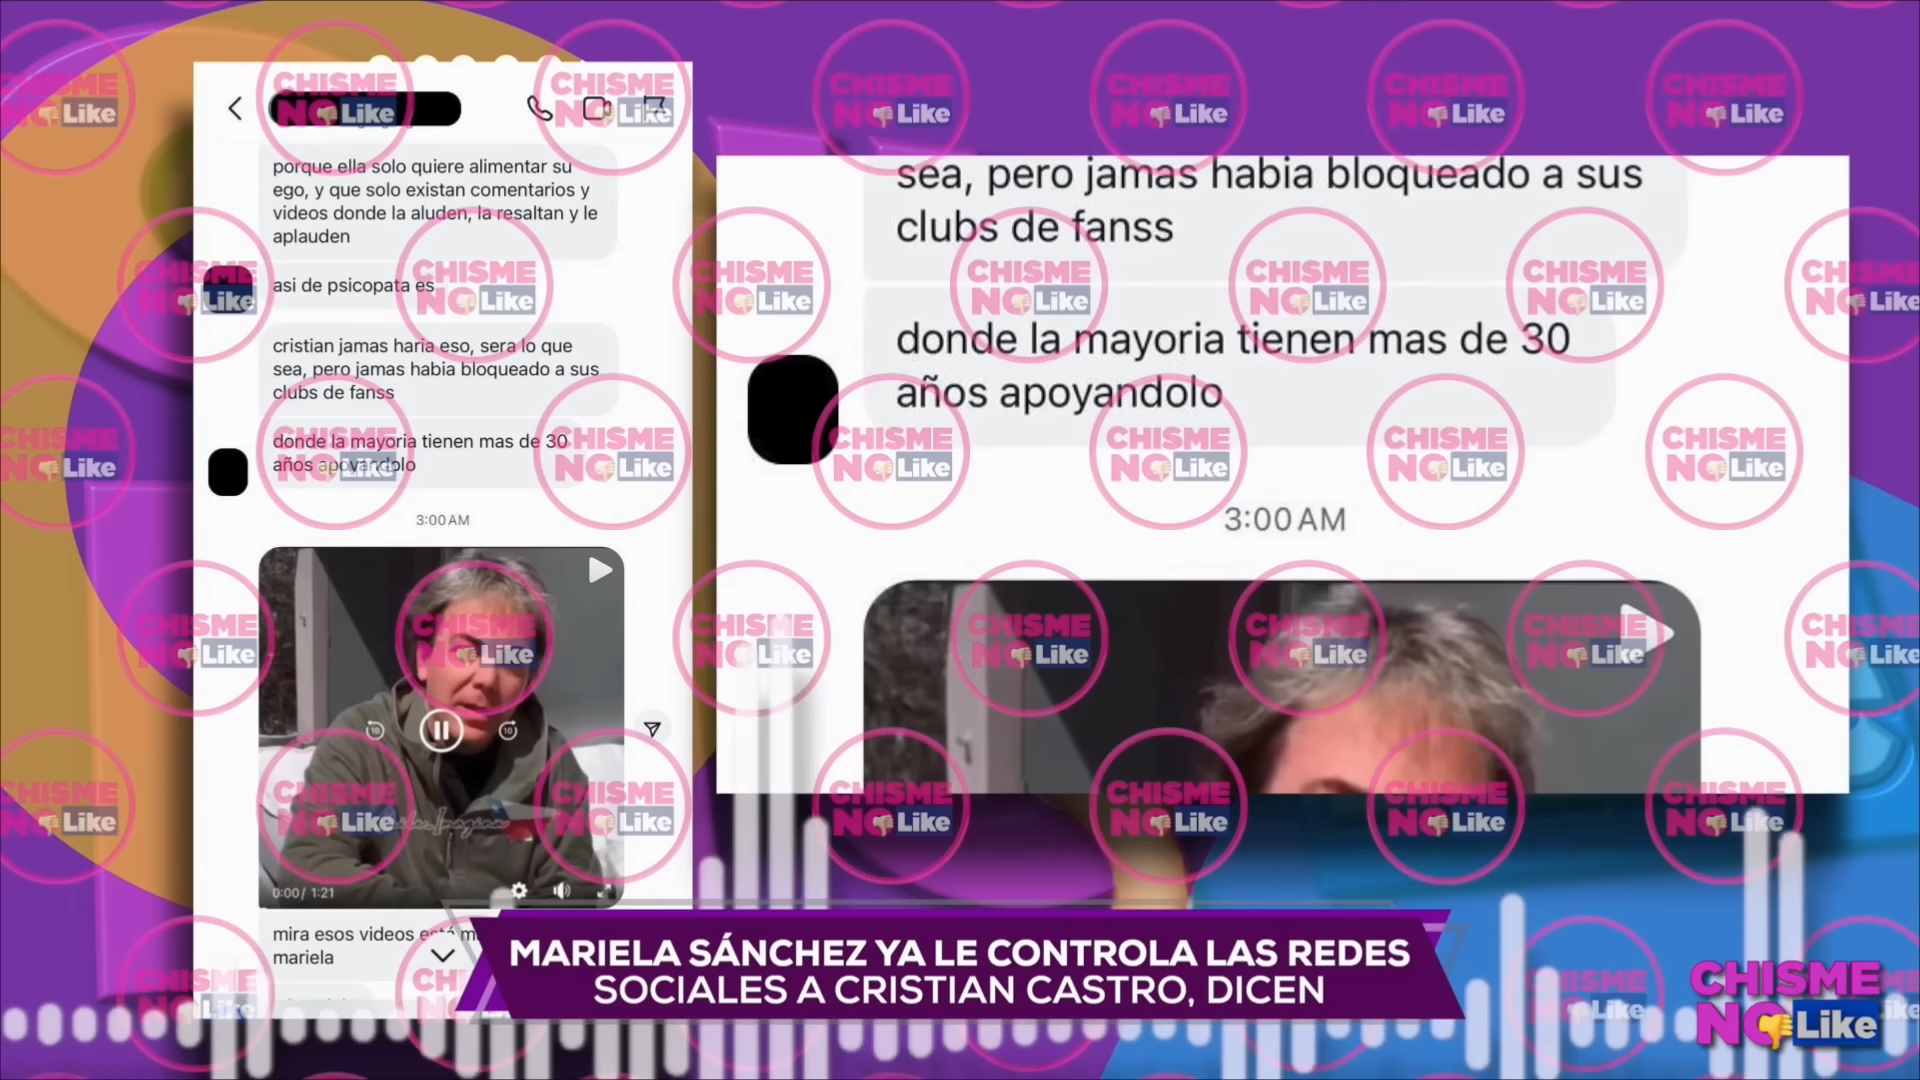 porque ella solo quiere alimentar su
ego, y que solo existan comentarios y
videos donde la aluden, la resaltan y le
aplauden
asi de psicopata es
cristian jamas haria eso, sera lo que
sea, pero jamas habia bloqueado a sus
clubs de fanss
donde la mayoria tienen mas de 30
años apoyandolo
3:00 AM
10
10
0:00 / 1:21
mira esos videos
mariela
sea, pero jamas habia bloqueado a sus
clubs de fanss
donde la mayoria tienen mas de 30
años apoyandolo
3:00 AM
MARIELA SÁNCHEZ YA LE CONTROLA LAS REDES
SOCIALES A CRISTIAN CASTRO, DICEN
CHISME
NO Like